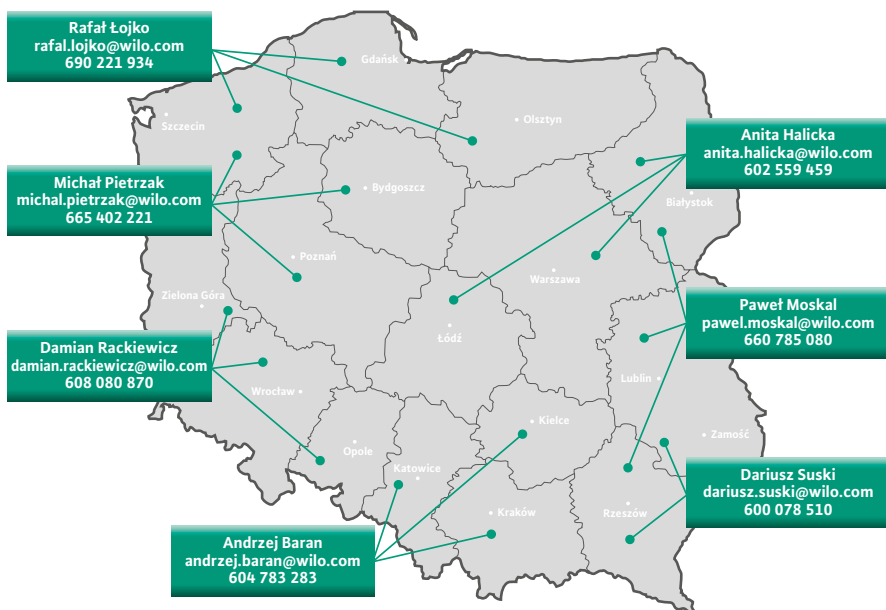 Rafał Łojko
rafal.lojko@wilo.com
690 221 934
Gdańsk
Szczecin
Olsztyn
Anita Halicka
anita.halicka@wilo.com
602 559 459
Michał Pietrzak
michal.pietrzak@wilo.com
665 402 221
Bydgoszcz
Białystok
Poznań
Warszawa
Zielona Góra
Paweł Moskal
pawel.moskal@wilo.com
660 785 080
Łódź
Damian Rackiewicz
damian.rackiewicz@wilo.com
608 080 870
Wrocław
Lublin
Kielce
Zamość
Opole
Katowice
Dariusz Suski
dariusz.suski@wilo.com
600 078 510
Kraków
Rzeszów
Andrzej Baran
andrzej.baran@wilo.com
604 783 283